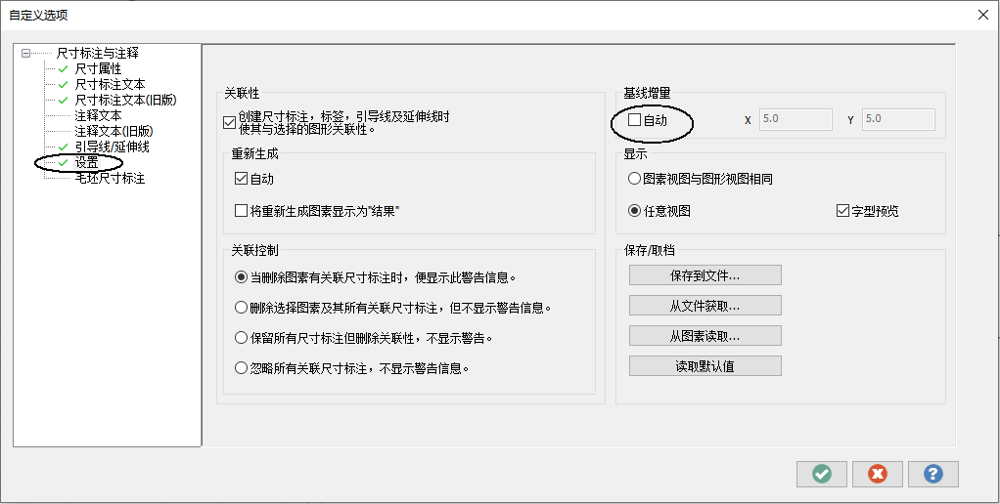 自定义选项
尺寸标注与注释
尺寸属性
尺寸标注文本
尺寸标注文本(旧版)
注释文本
注释文本(旧版)
引导线/延伸线
设置
毛坯尺寸标注
关联性
创建尺寸标注，标签，引导线及延伸线时
使其与选择的图形关联性。
重新生成
自动
将重新生成图素显示为"结果"
关联控制
当删除图素有关联尺寸标注时，便显示此警告信息。
删除选择图素及其所有关联尺寸标注，但不显示警告信息。
保留所有尺寸标注但删除关联性，不显示警告。
忽略所有关联尺寸标注，不显示警告信息。
基线增量
自动 X 5.0 Y 5.0
显示
图素视图与图形视图相同
任意视图 字型预览
保存/取档
保存到文件...
从文件获取...
从图素读取...
读取默认值